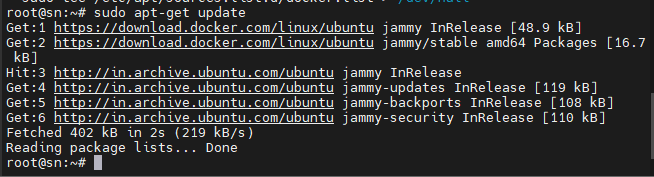 root@sn:~# sudo apt-get update
Get:1 https://download.docker.com/linux/ubuntu jammy InRelease [48.9 kB]
Get:2 https://download.docker.com/linux/ubuntu jammy/stable amd64 Packages [16.7
 kB]
Hit:3 http://in.archive.ubuntu.com/ubuntu jammy InRelease
Get:4 http://in.archive.ubuntu.com/ubuntu jammy-updates InRelease [119 kB]
Get:5 http://in.archive.ubuntu.com/ubuntu jammy-backports InRelease [108 kB]
Get:6 http://in.archive.ubuntu.com/ubuntu jammy-security InRelease [110 kB]
Fetched 402 kB in 2s (219 kB/s)
Reading package lists... Done
root@sn:~#